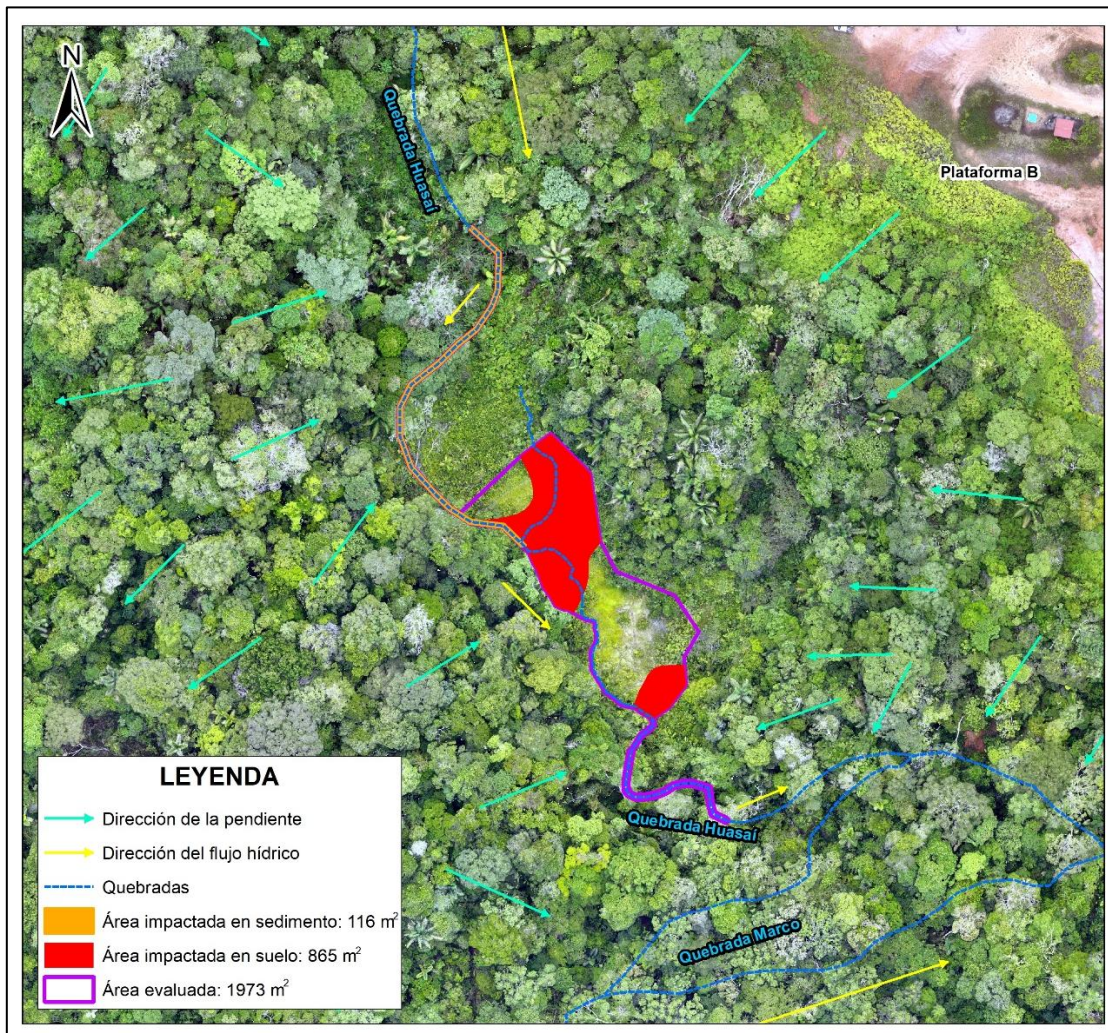 N
Quebrada Huasaí
Plataforma B
Quebrada Huasaí
Quebrada Marco
LEYENDA
Dirección de la pendiente
Dirección del flujo hídrico
Quebradas
Área impactada en sedimento: 116 m²
Área impactada en suelo: 865 m²
Área evaluada: 1973 m²